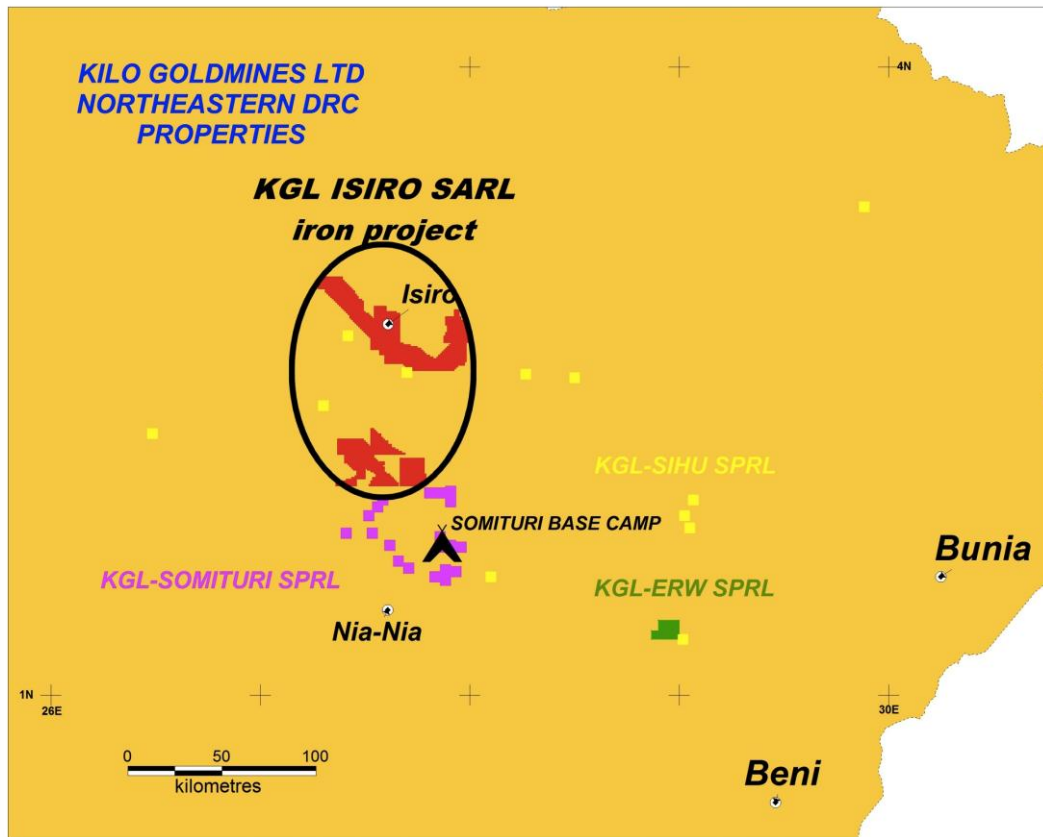 KILO GOLDMINES LTD
NORTHEASTERN DRC
PROPERTIES
4N
KGL ISIRO SARL
iron project
Isiro
KGL-SIHU SPRL
SOMITURI BASE CAMP
Bunia
KGL-SOMITURI SPRL
KGL-ERW SPRL
Nia-Nia
1N
26E
30E
0 50 100
kilometres
Beni